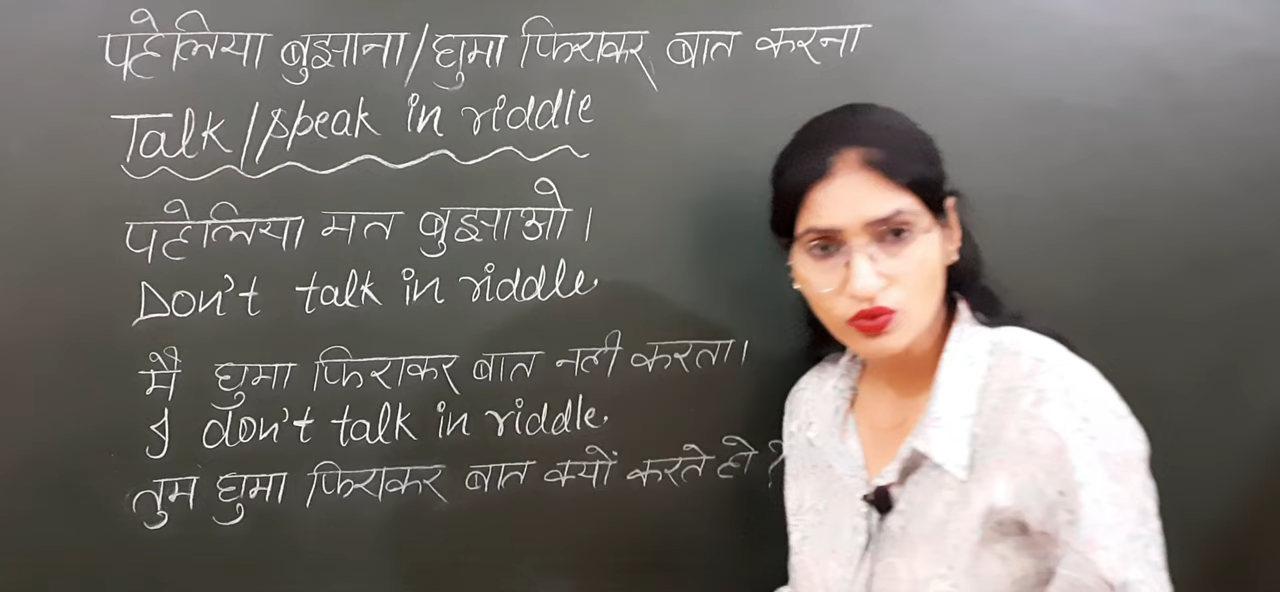 पहेलिया बुझाना/घुमा फिराकर बात करना
Talk/speak in riddle
पहेलिया मत बुझाओ।
Don't talk in riddle.
मै घुमा फिराकर बात नही करता।
I don't talk in riddle.
तुम घुमा फिराकर बात क्यों करते हो ?